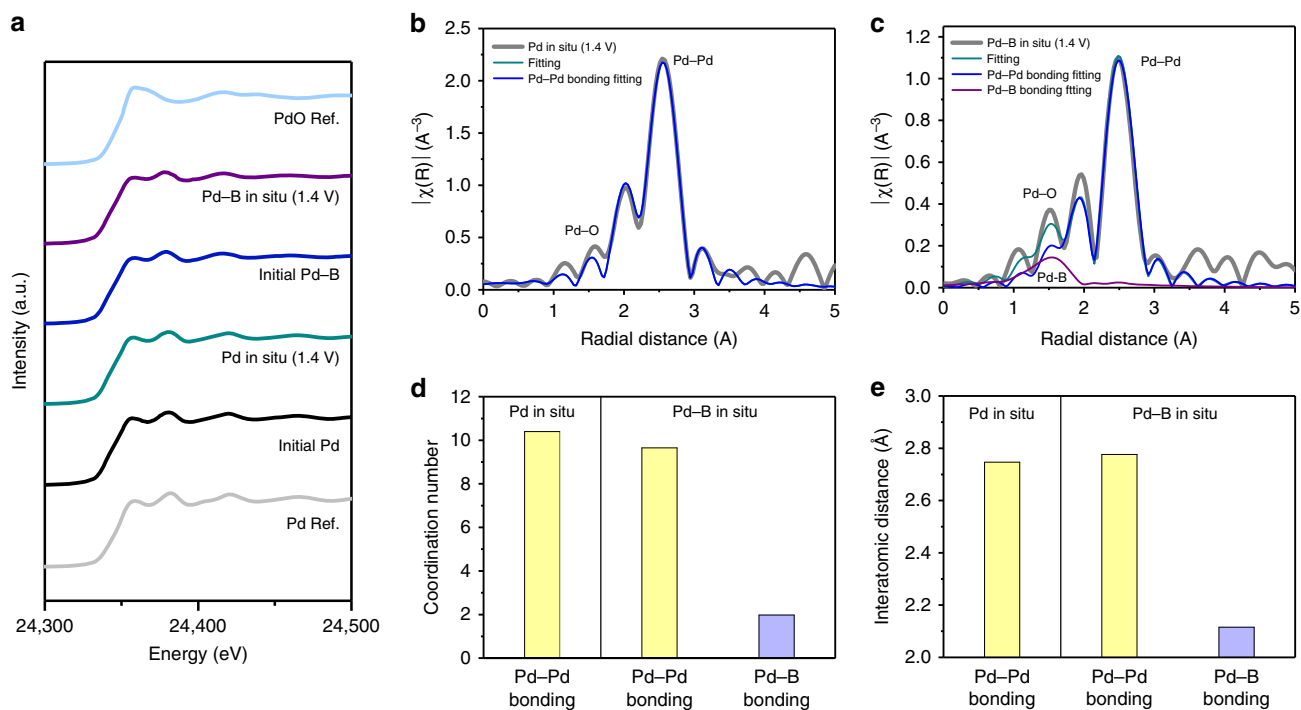 a
Intensity (a.u.)
PdO Ref.
Pd–B in situ (1.4 V)
Initial Pd–B
Pd in situ (1.4 V)
Initial Pd
Pd Ref.
24,300
24,400
24,500
Energy (eV)
b
|χ(R)| (A⁻³)
2.5
2.0
1.5
1.0
0.5
0.0
Pd in situ (1.4 V)
Fitting
Pd–Pd bonding fitting
Pd–Pd
Pd–O
0
1
2
3
4
5
Radial distance (A)
c
|χ(R)| (A⁻³)
1.2
1.0
0.8
0.6
0.4
0.2
0.0
Pd–B in situ (1.4 V)
Fitting
Pd–Pd bonding fitting
Pd–B bonding ftting
Pd–Pd
Pd–O
Pd-B
0
1
2
3
4
5
Radial distance (A)
d
Coordination number
12
10
8
6
4
2
0
Pd in situ
Pd–B in situ
Pd–Pd
bonding
Pd–Pd
bonding
Pd–B
bonding
e
Interatomic distance (Å)
3.0
2.8
2.6
2.4
2.2
2.0
Pd in situ
Pd–B in situ
Pd–Pd
bonding
Pd–Pd
bonding
Pd–B
bonding